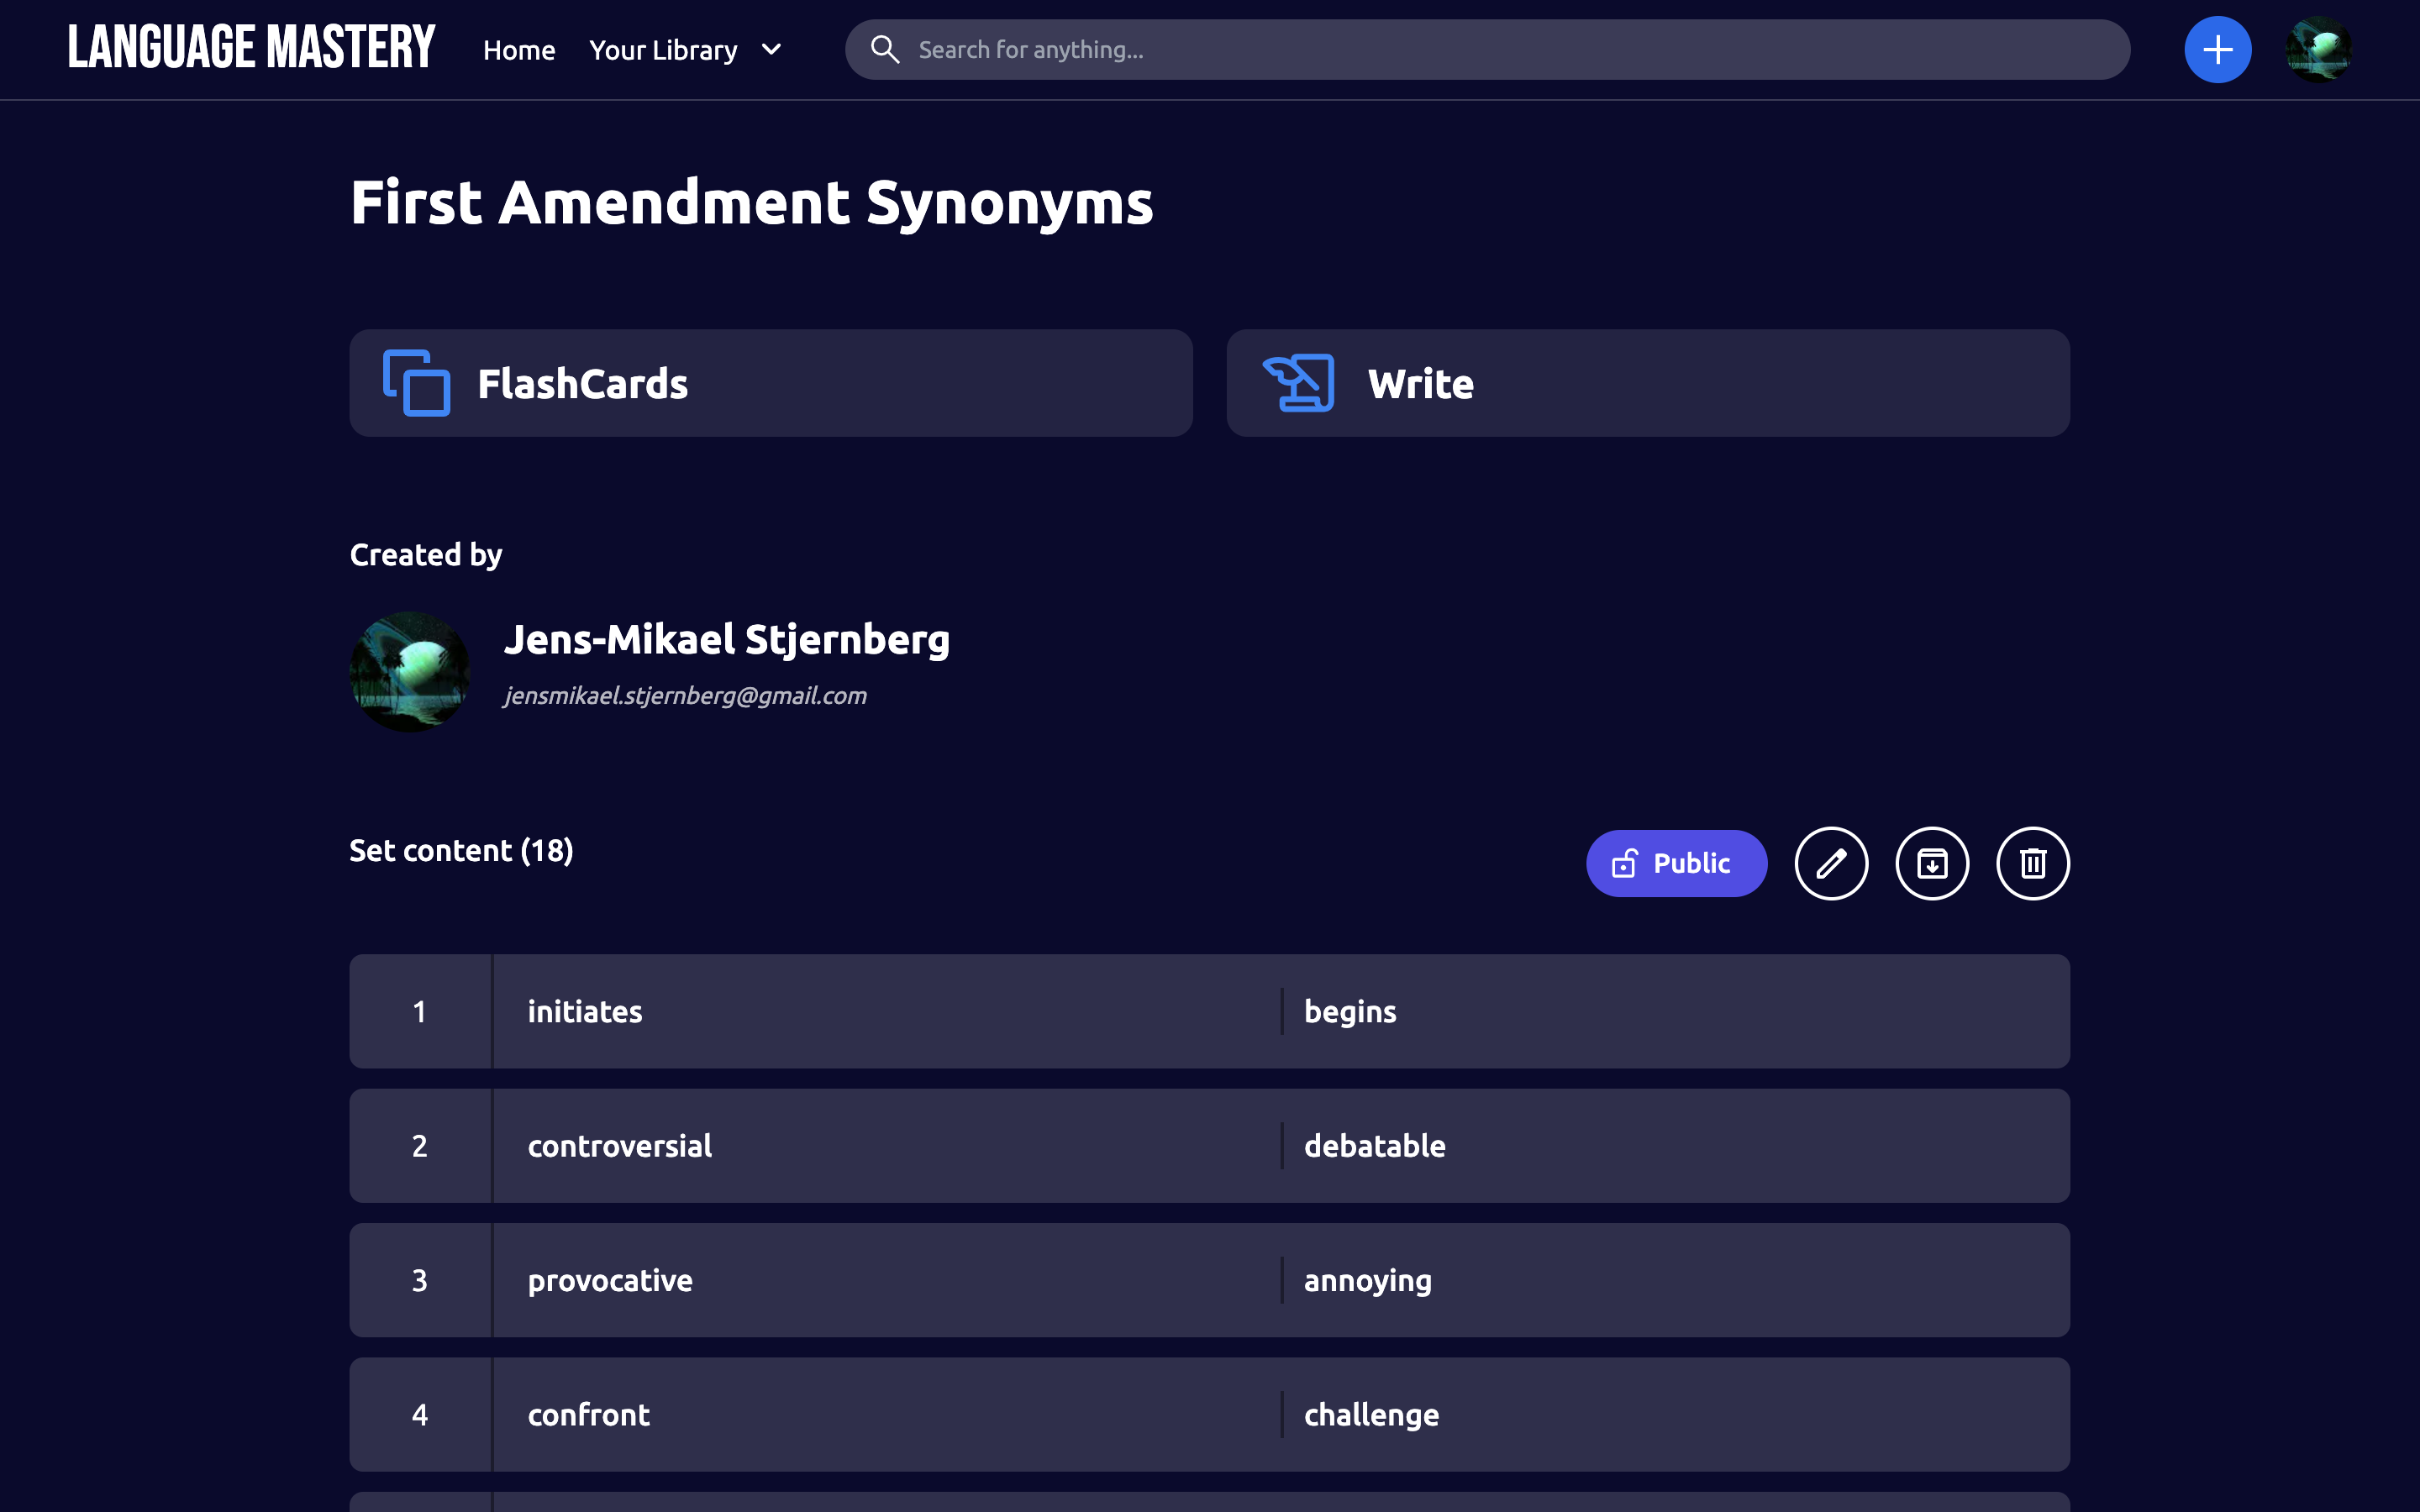 LANGUAGE MASTERY Home Your Library Search for anything...
First Amendment Synonyms
FlashCards Write
Created by
Jens-Mikael Stjernberg
jensmikael.stjernberg@gmail.com
Set content (18) Public
1 initiates begins
2 controversial debatable
3 provocative annoying
4 confront challenge